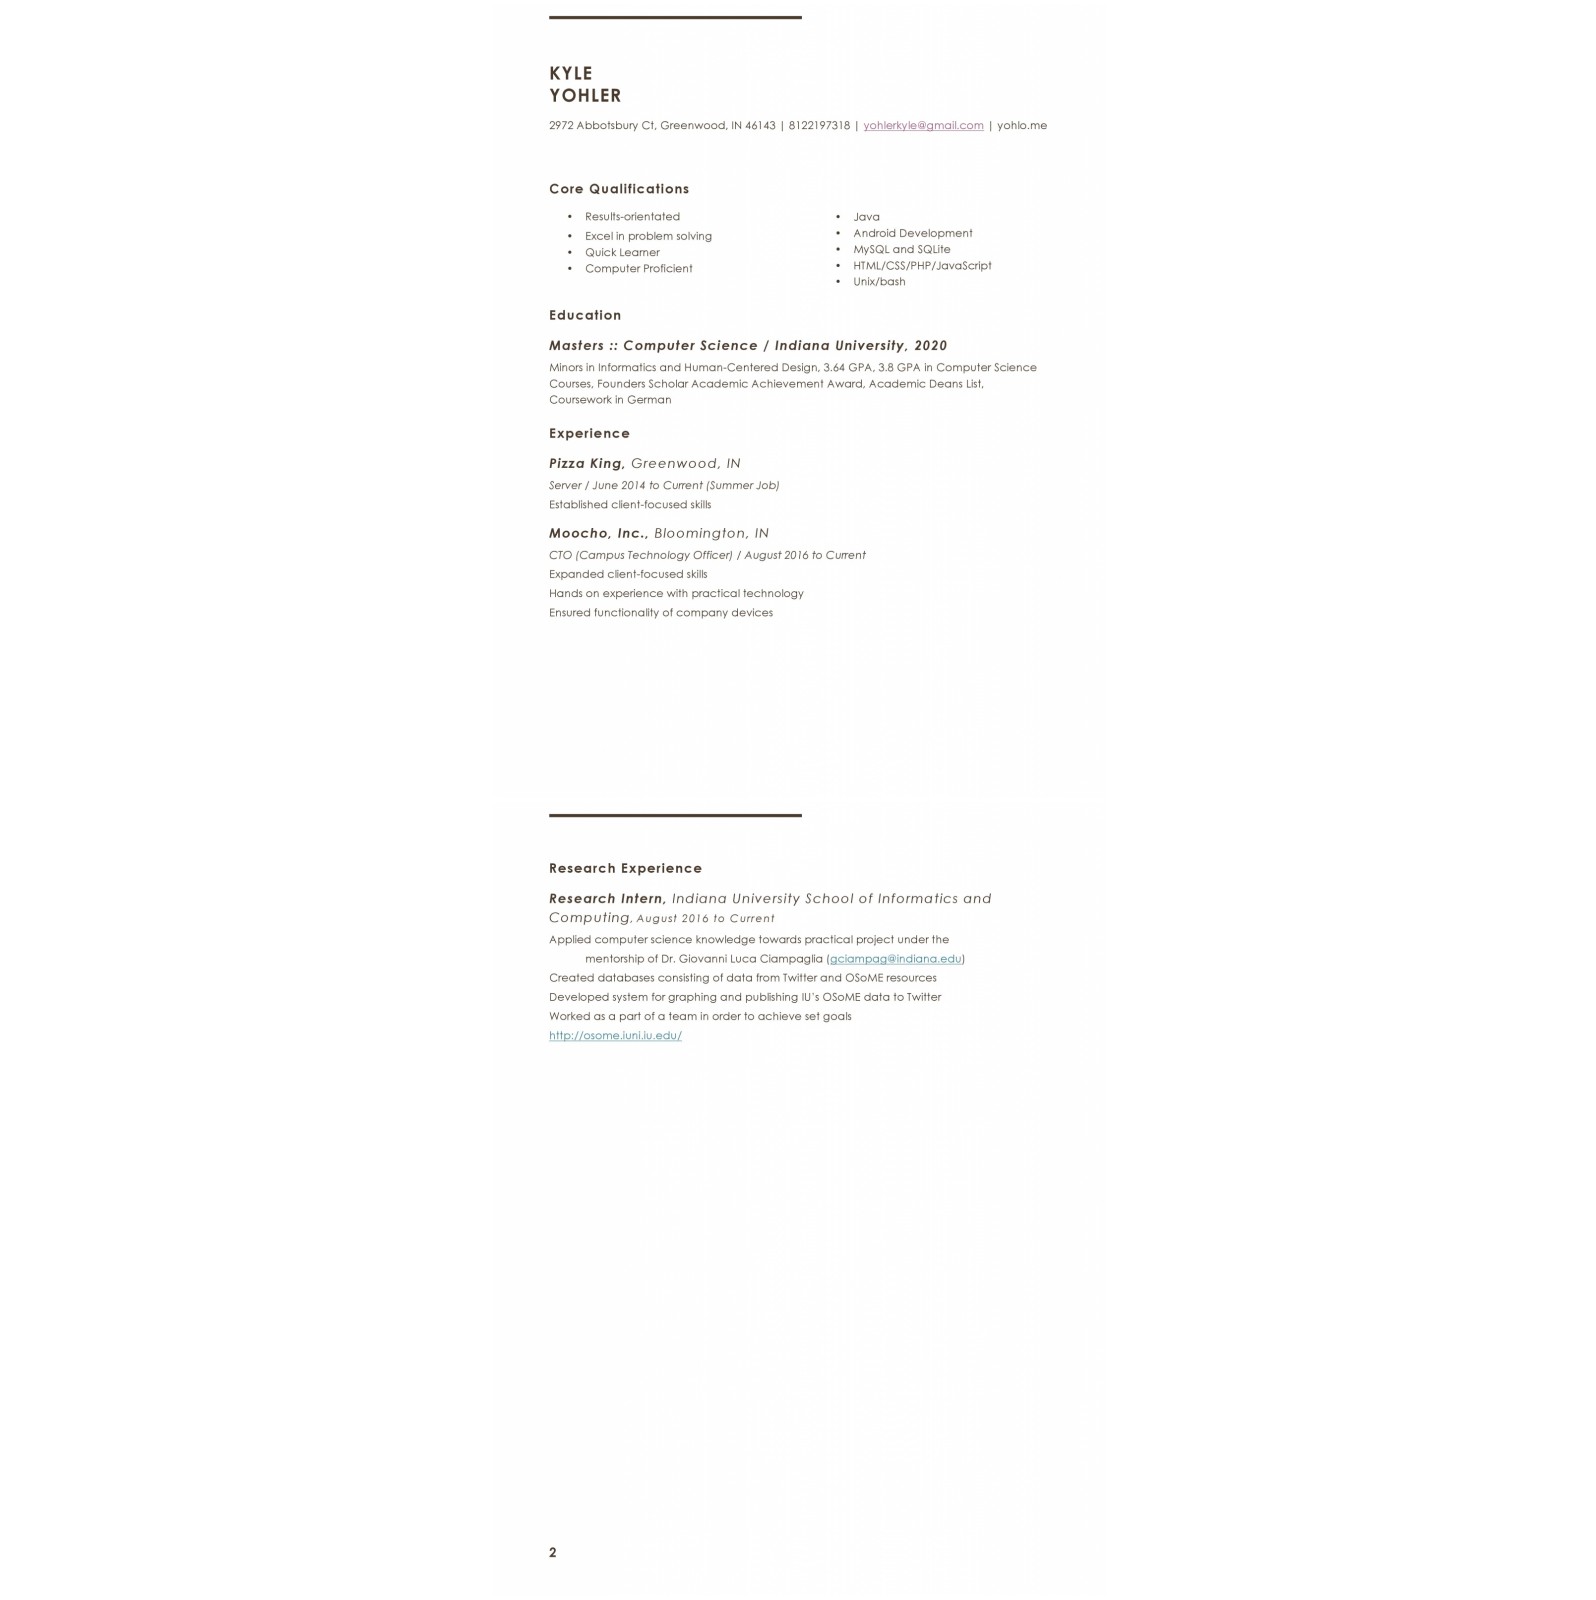 KYLE
YOHLER
2972 Abbotsbury Ct, Greenwood, IN 46143 | 8122197318 | yohlerkyle@gmail.com | yohlo.me
Core Qualifications
• Results-orientated
• Excel in problem solving
• Quick Learner
• Computer Proficient
• Java
• Android Development
• MySQL and SQLite
• HTML/CSS/PHP/JavaScript
• Unix/bash
Education
Masters :: Computer Science / Indiana University, 2020
Minors in Informatics and Human-Centered Design, 3.64 GPA, 3.8 GPA in Computer Science
Courses, Founders Scholar Academic Achievement Award, Academic Deans List,
Coursework in German
Experience
Pizza King, Greenwood, IN
Server / June 2014 to Current (Summer Job)
Established client-focused skills
Moocho, Inc., Bloomington, IN
CTO (Campus Technology Officer) / August 2016 to Current
Expanded client-focused skills
Hands on experience with practical technology
Ensured functionality of company devices
Research Experience
Research Intern, Indiana University School of Informatics and
Computing, August 2016 to Current
Applied computer science knowledge towards practical project under the
mentorship of Dr. Giovanni Luca Ciampaglia (gciampag@indiana.edu)
Created databases consisting of data from Twitter and OSoME resources
Developed system for graphing and publishing IU's OSoME data to Twitter
Worked as a part of a team in order to achieve set goals
http://osome.iuni.iu.edu/
2